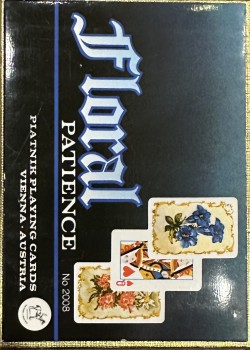 Floral
PATIENCE
No 2008
PIATNIK PLAYING CARDS
VIENNA · AUSTRIA